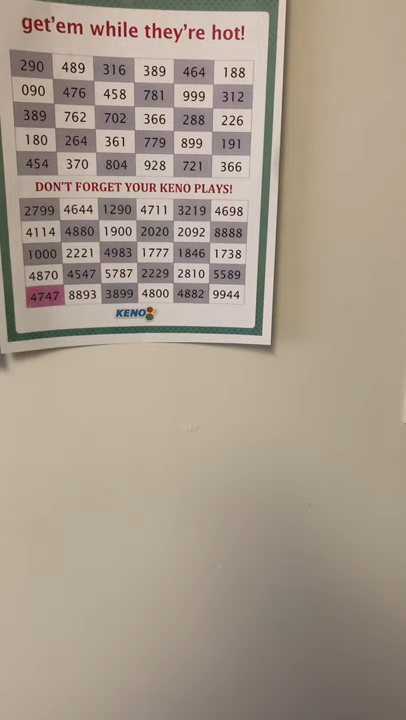 get'em while they're hot!
290 489 316 389 464 188
090 476 458 781 999 312
389 762 702 366 288 226
180 264 361 779 899 191
454 370 804 928 721 366
DON'T FORGET YOUR KENO PLAYS!
2799 4644 1290 4711 3219 4698
4114 4880 1900 2020 2092 8888
1000 2221 4983 1777 1846 1738
4870 4547 5787 2229 2810 5589
4747 8893 3899 4800 4882 9944
KENO